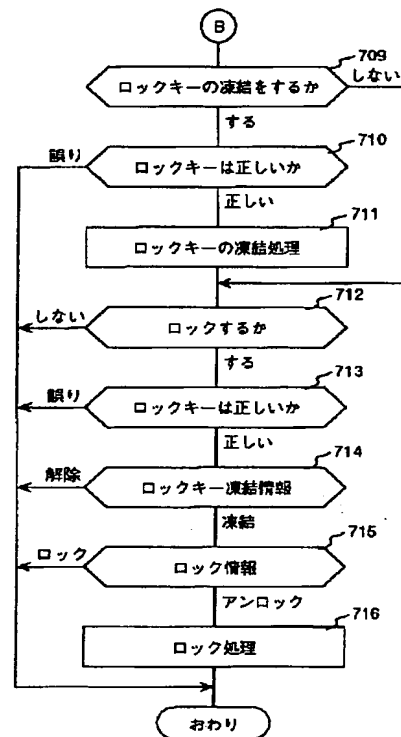 B
709
ロックキーの凍結をするか
しない
する
710
誤り
ロックキーは正しいか
正しい
711
ロックキーの凍結処理
712
しない
ロックするか
する
713
誤り
ロックキーは正しいか
正しい
714
解除
ロックキー凍結情報
凍結
715
ロック
ロック情報
アンロック
716
ロック処理
おわり